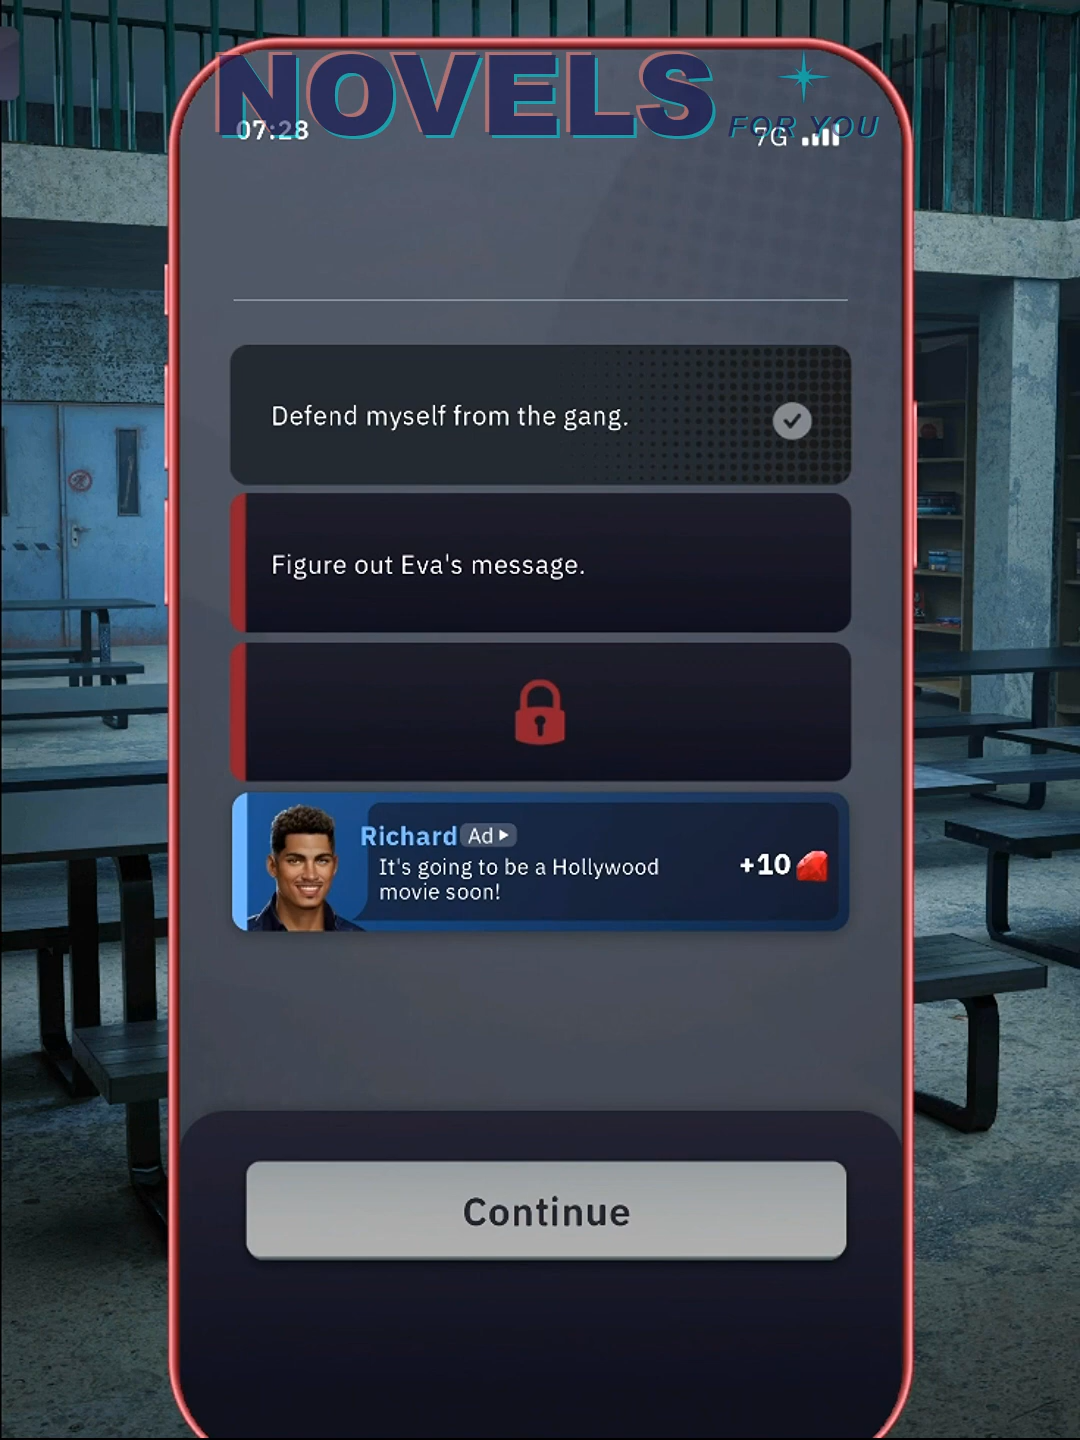 NOVELS
FOR YOU
07:28
7G
Defend myself from the gang.
Figure out Eva's message.
Richard Ad
It's going to be a Hollywood
movie soon!
+10
Continue